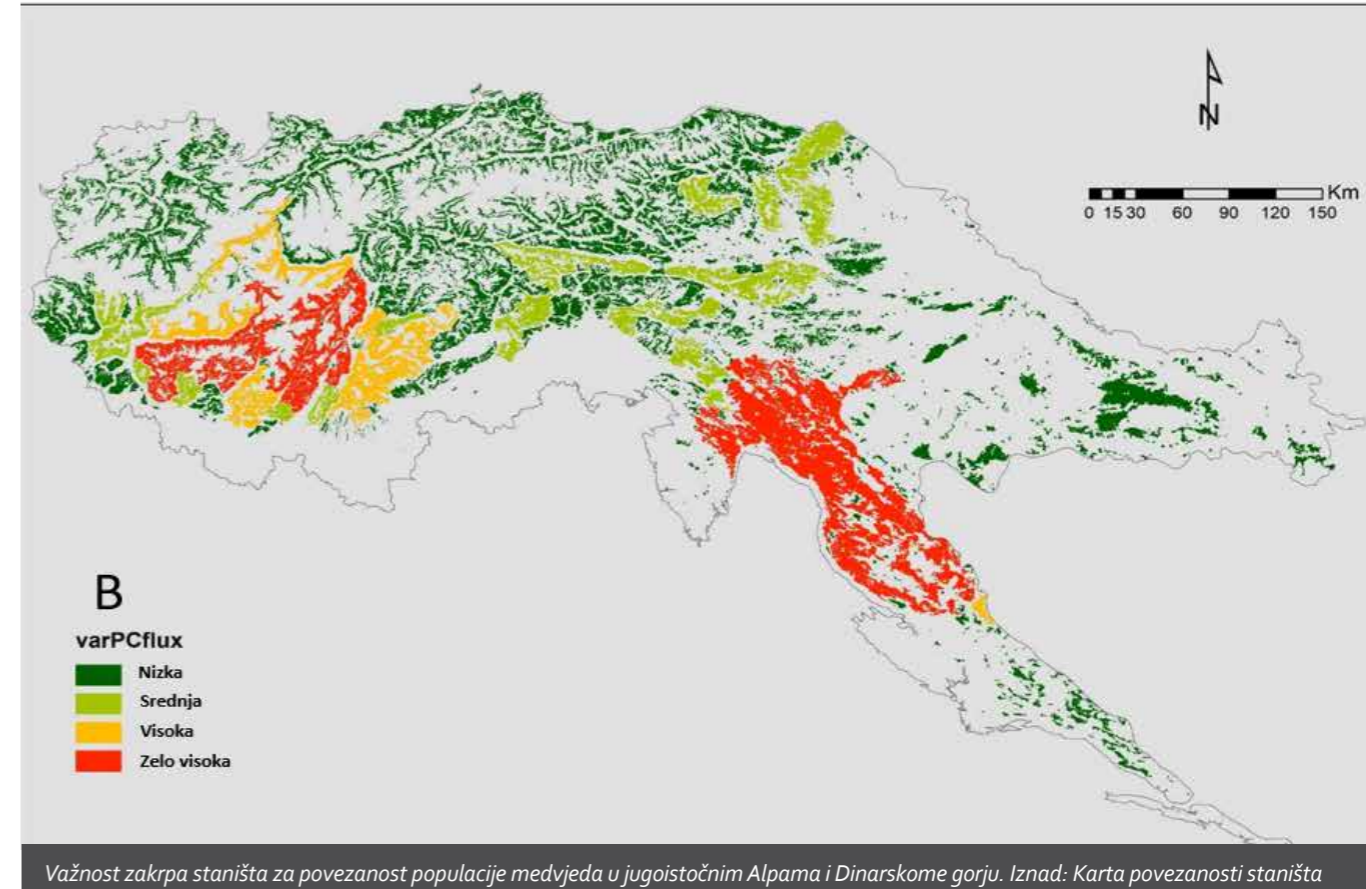 N
Km
0 15 30 60 90 120 150
B
varPCflux
Nizka
Srednja
Visoka
Zelo visoka
Važnost zakrpa staništa za povezanost populacije medvjeda u jugoistočnim Alpama i Dinarskome gorju. Iznad: Karta povezanosti staništa